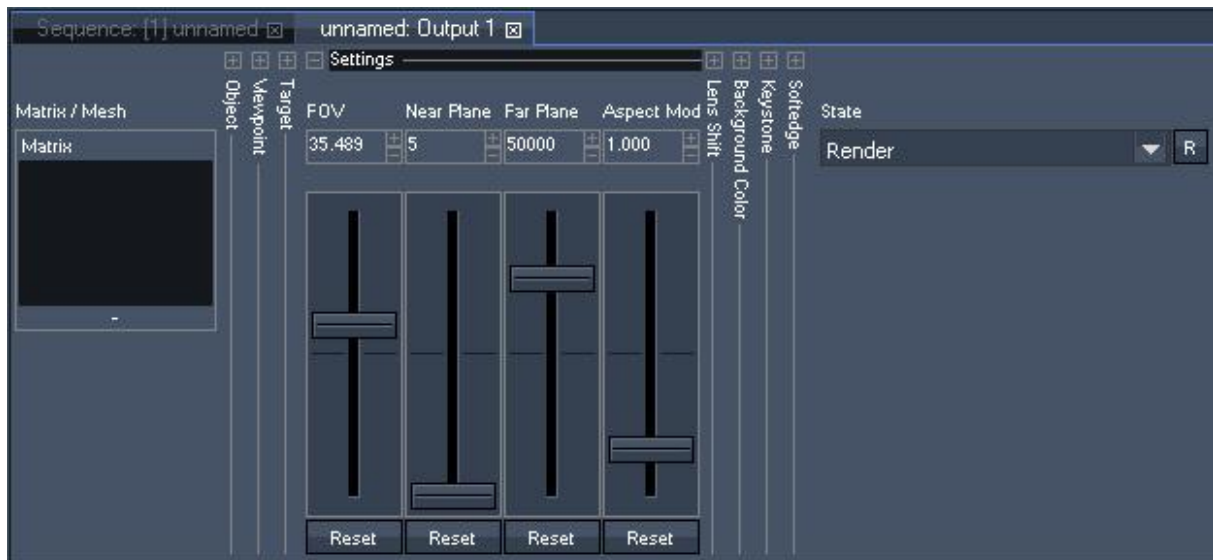 Sequence: [1] unnamed
unnamed: Output 1
Matrix / Mesh
Matrix
-
Object
Viewpoint
Target
Settings
FOV
Near Plane
Far Plane
Aspect Mod
35.489
5
50000
1.000
Reset
Reset
Reset
Reset
Lens Shift
Background Color
Keystone
Softedge
State
Render
R